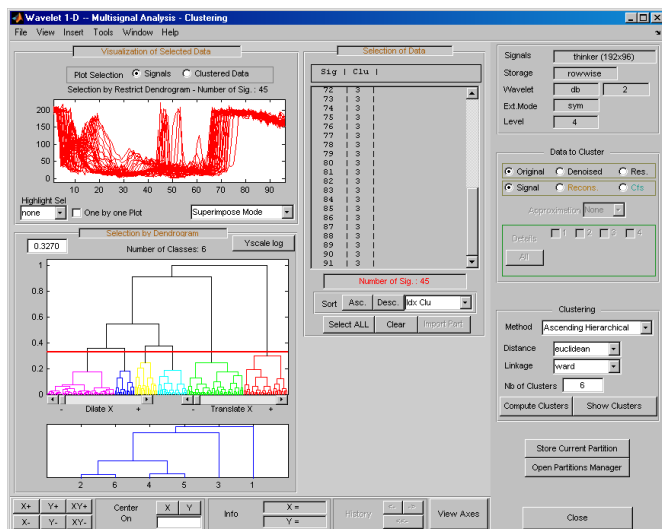 Wavelet 1-D -- Multisignal Analysis - Clustering
File View Insert Tools Window Help
Visualization of Selected Data
Plot Selection Signals Clustered Data
Selection by Restrict Dendrogram - Number of Sig. : 45
200
150
100
50
0
10 20 30 40 50 60 70 80 90
Highlight Sel
none One by one Plot Superimpose Mode
Selection by Dendrogram
0.3270 Number of Classes: 6 Yscale log
1
0.8
0.6
0.4
0.2
0
- Dilate X + - Translate X +
2 6 4 5 3 1
Selection of Data
Sig | Clu |
72 | 3 |
73 | 3 |
74 | 3 |
75 | 3 |
76 | 3 |
77 | 3 |
78 | 3 |
79 | 3 |
80 | 3 |
81 | 3 |
82 | 3 |
83 | 3 |
84 | 3 |
85 | 3 |
86 | 3 |
87 | 3 |
88 | 3 |
89 | 3 |
90 | 3 |
91 | 3 |
Number of Sig. : 45
Sort Asc. Desc. Idx Clu
Select ALL Clear Import Part
Signals thinker (192x96)
Storage rowwise
Wavelet db 2
Ext.Mode sym
Level 4
Data to Cluster
Original Denoised Res.
Signal Recons. Cfs
Approximation None
Details 1 2 3 4
All
Clustering
Method Ascending Hierarchical
Distance euclidean
Linkage ward
Nb of Clusters 6
Compute Clusters Show Clusters
Store Current Partition
Open Partitions Manager
Close
X+ Y+ XY+
X- Y- XY-
Center On X Y
Info X =
Y =
History <- ->
<<-
View Axes